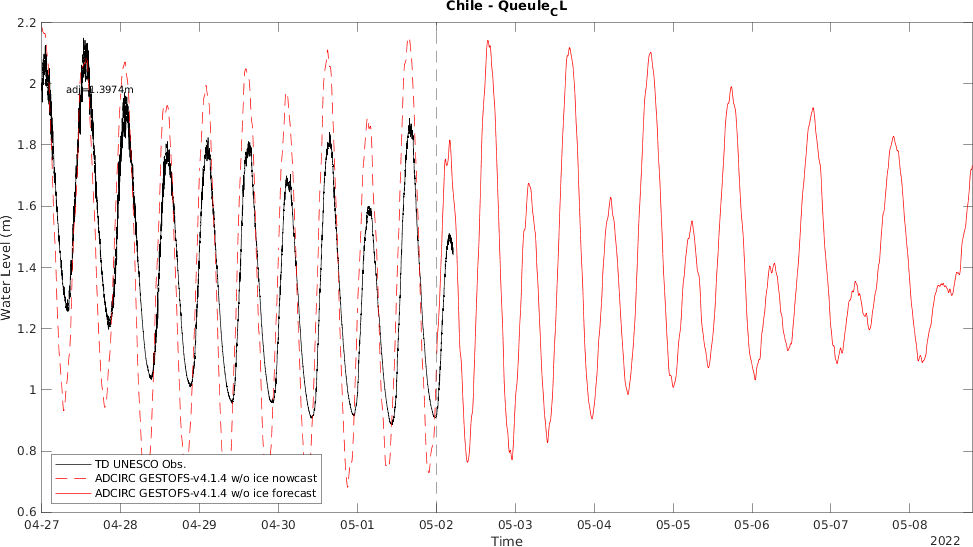 Chile - Queule_CL
Water Level (m)
2.2
2
1.8
1.6
1.4
1.2
1
0.8
0.6
adj=1.3974m
TD UNESCO Obs.
ADCIRC GESTOFS-v4.1.4 w/o ice nowcast
ADCIRC GESTOFS-v4.1.4 w/o ice forecast
04-27 04-28 04-29 04-30 05-01 05-02 05-03 05-04 05-05 05-06 05-07 05-08
Time
2022